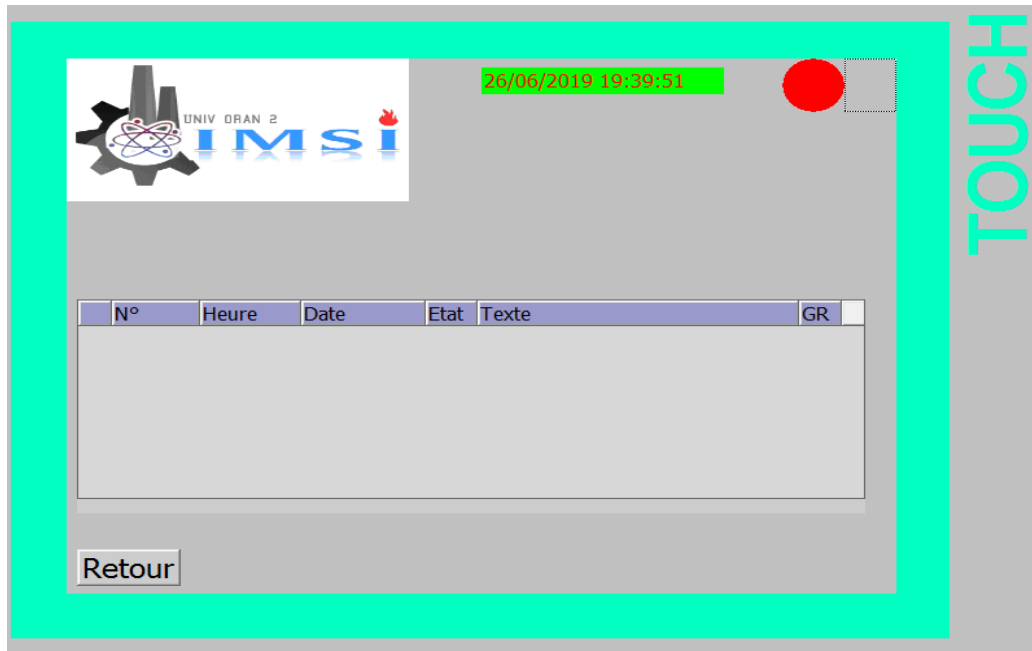 26/06/2019 19:39:51
UNIV ORAN 2
IMSi
N° Heure Date Etat Texte GR
Retour
TOUCH